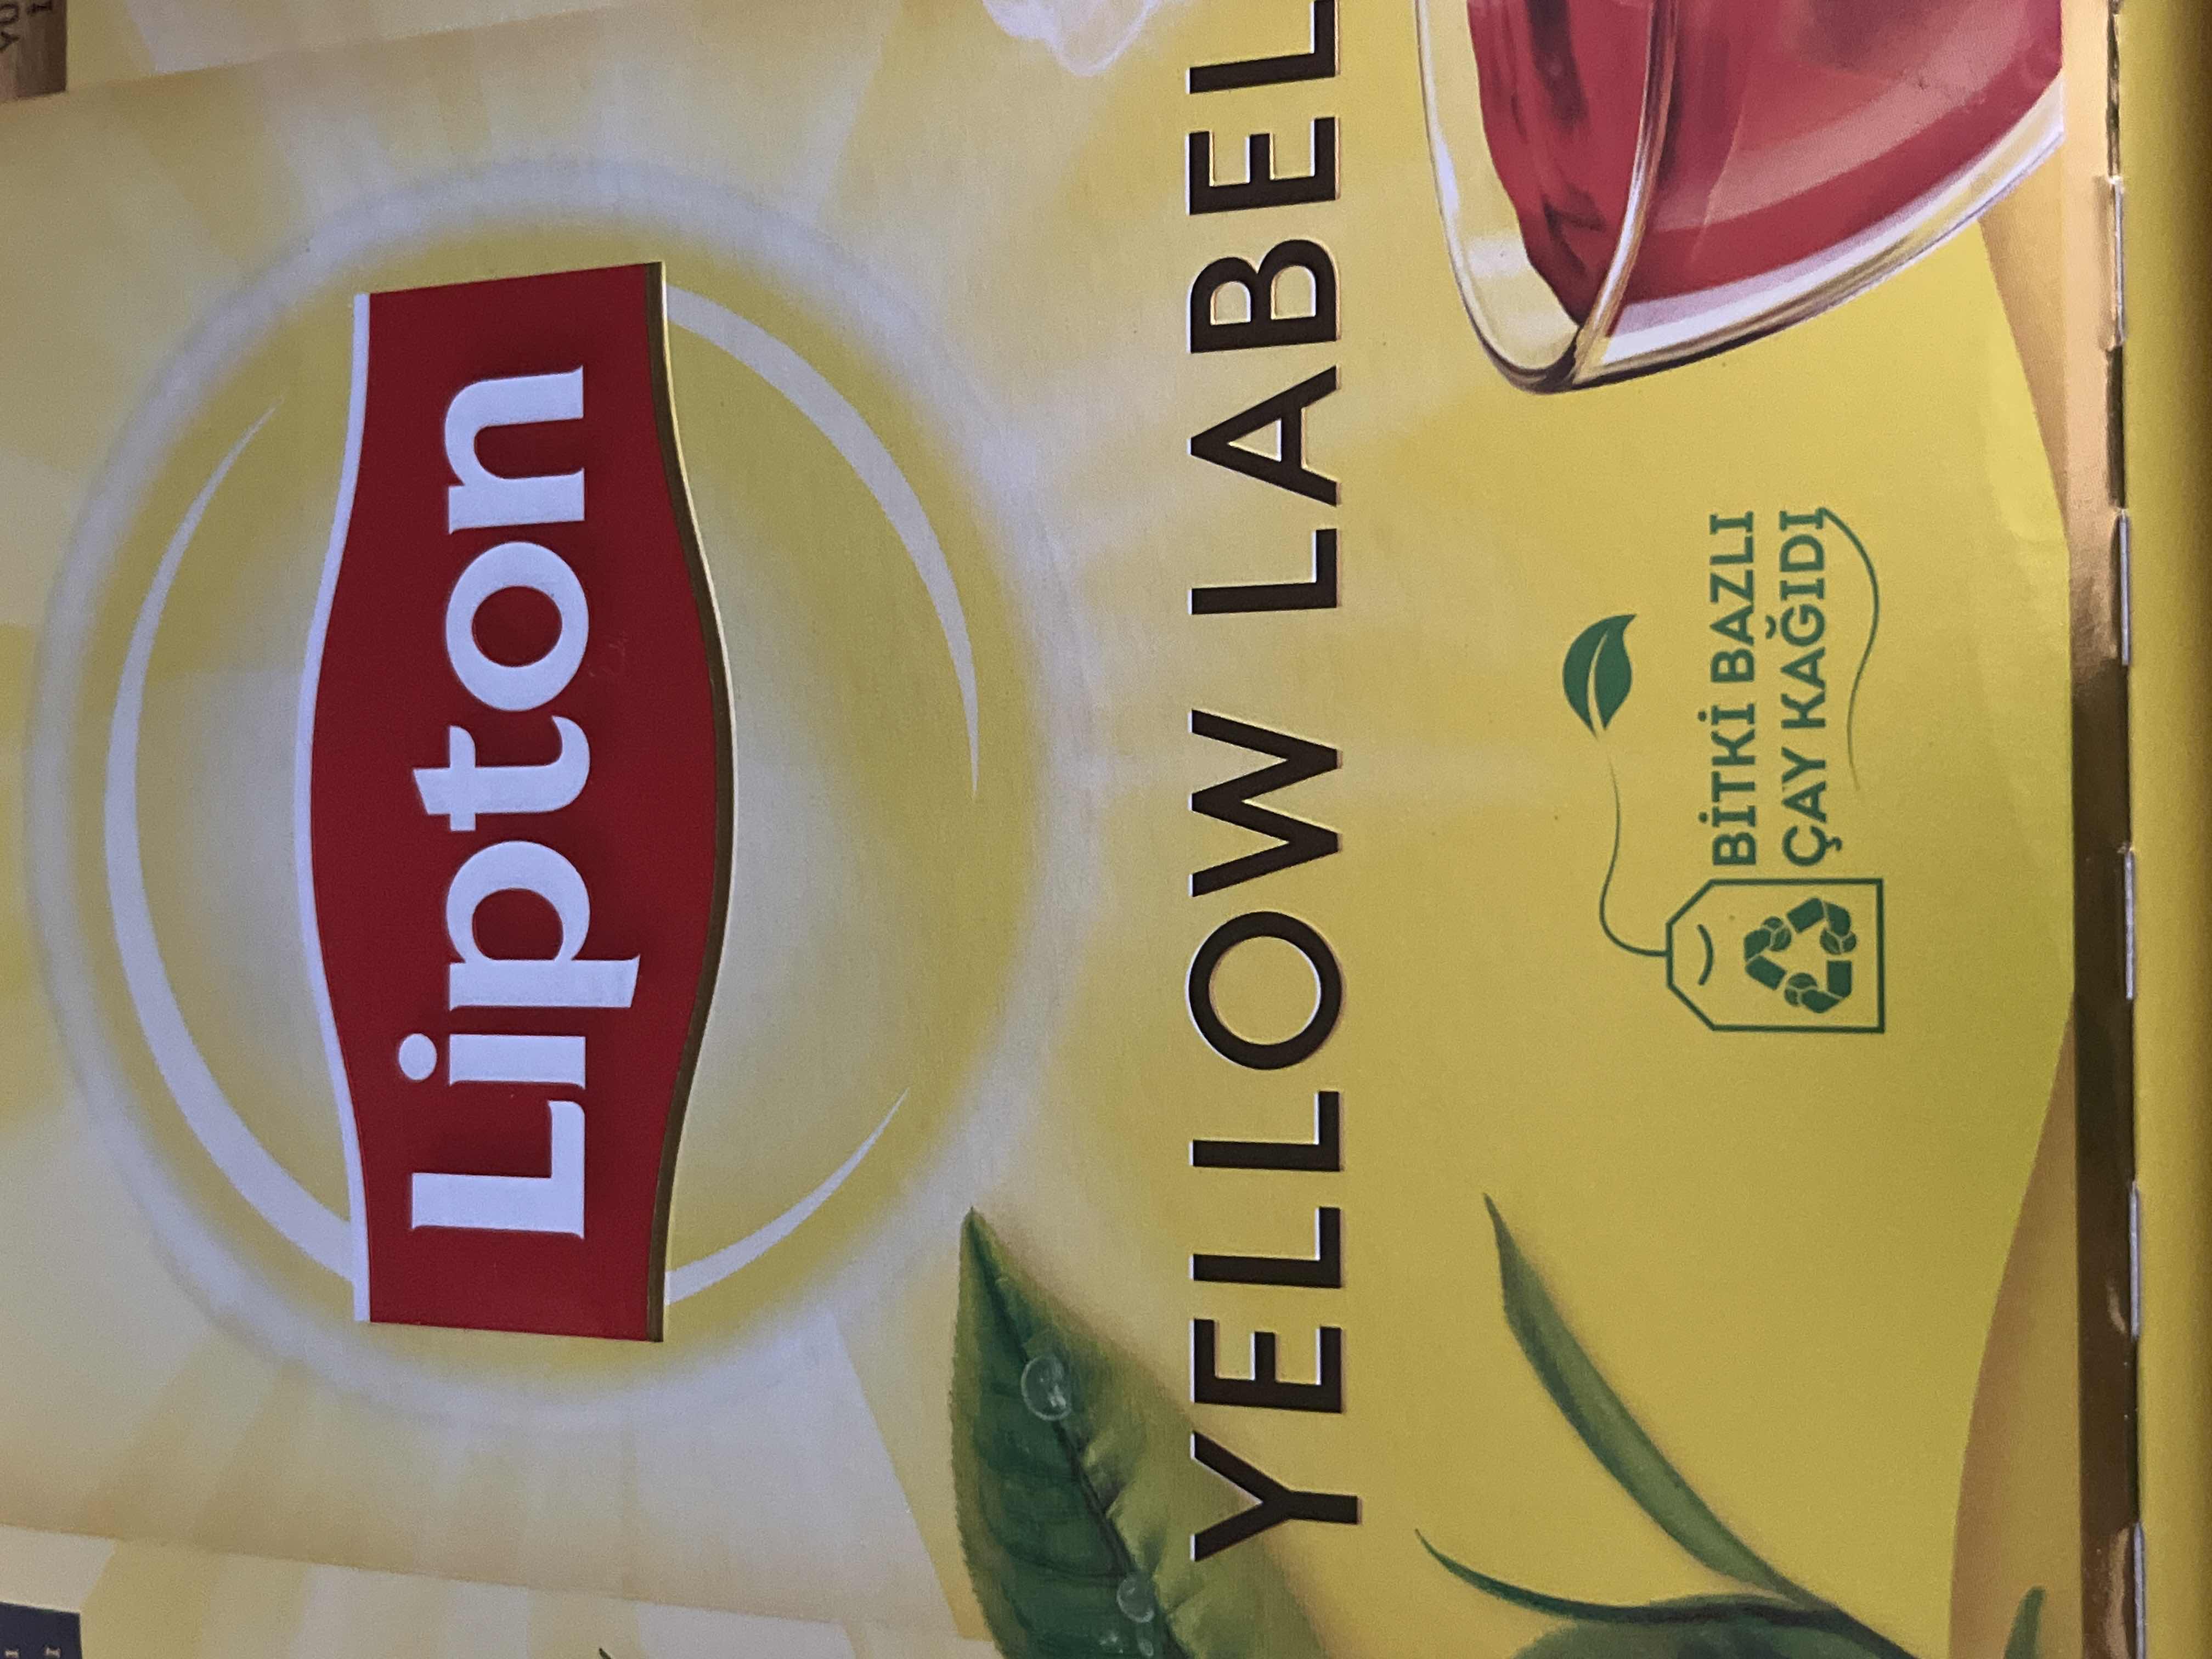 Lipton
YELLOW LABEL
BİTKİ BAZLI
ÇAY KAĞIDI